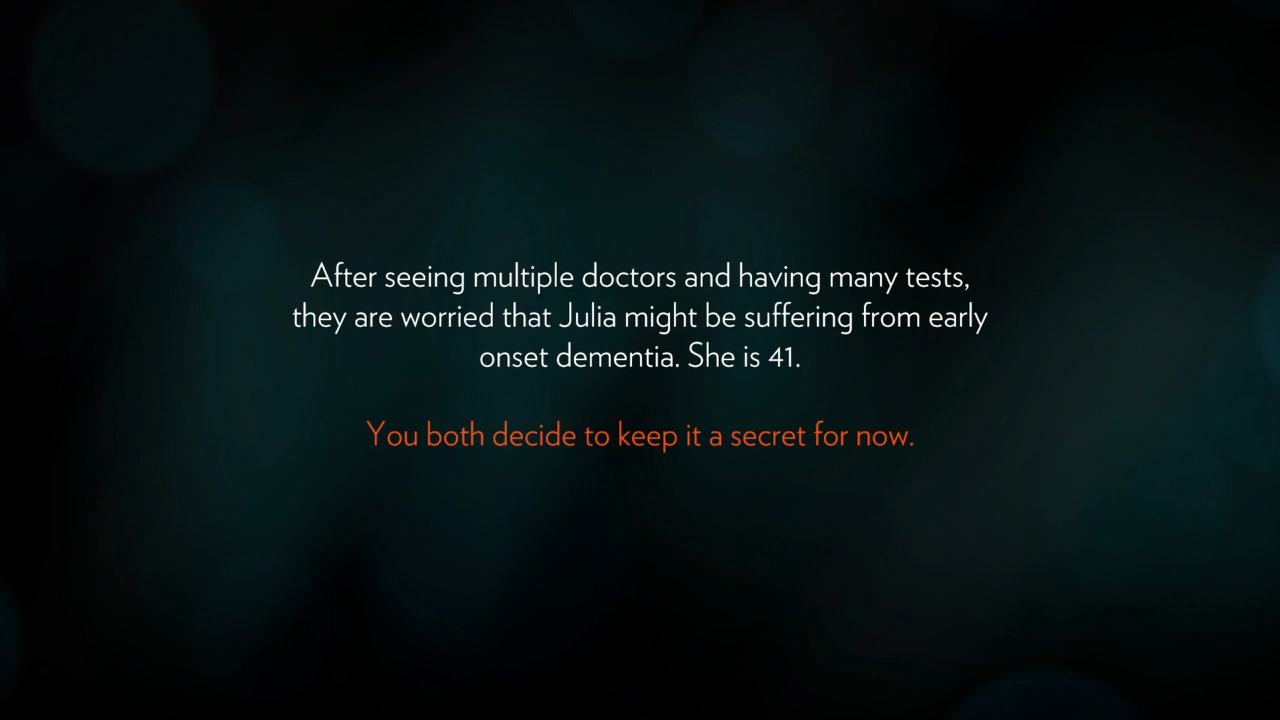 After seeing multiple doctors and having many tests,
they are worried that Julia might be suffering from early
onset dementia. She is 41.
You both decide to keep it a secret for now.